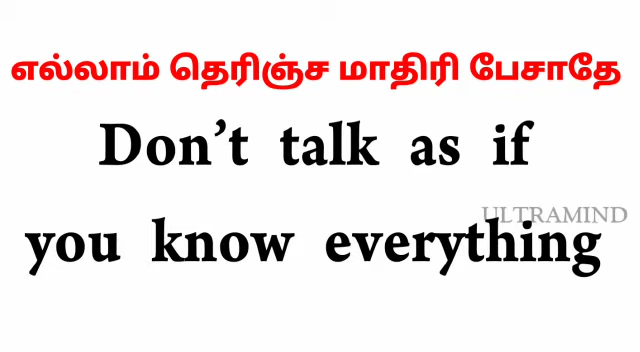 எல்லாம் தெரிஞ்ச மாதிரி பேசாதே
Don't talk as if
ULTRAMIND
you know everything